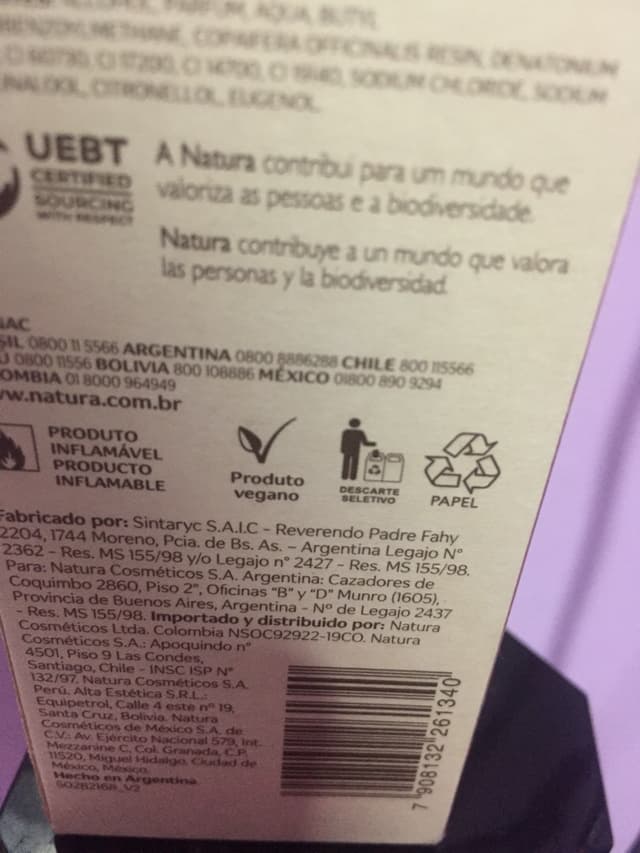 PARFUM, AQUA, BUTYL
METHANE, COPAIFERA OFFICINALIS RESIN, DENATONIUM
CI 17200, CI 14700, CI 19140, SODIUM CHLORIDE, SODIUM
CITRONELLOL, EUGENOL
UEBT
CERTIFIED
SOURCING
WITH RESPECT
A Natura contribui para um mundo que
valoriza as pessoas e a biodiversidade.
Natura contribuye a un mundo que valora
las personas y la biodiversidad.
0800 11 5566 ARGENTINA 0800 8886288 CHILE 800 115566
0800 11556 BOLIVIA 800 108886 MÉXICO 01800 890 9294
01 8000 964949
w.natura.com.br
PRODUTO
INFLAMÁVEL
PRODUCTO
INFLAMABLE
Produto
vegano
DESCARTE
SELETIVO
PAPEL
Fabricado por: Sintaryc S.A.I.C - Reverendo Padre Fahy
2204, 1744 Moreno, Pcia. de Bs. As. – Argentina Legajo N°
2362 - Res. MS 155/98 y/o Legajo n° 2427 - Res. MS 155/98.
Para: Natura Cosméticos S.A. Argentina: Cazadores de
Coquimbo 2860, Piso 2°, Oficinas "B" y "D" Munro (1605),
Provincia de Buenos Aires, Argentina - N° de Legajo 2437
- Res. MS 155/98. Importado y distribuido por: Natura
Cosméticos Ltda. Colombia NSOC92922-19CO. Natura
Cosméticos S.A.: Apoquindo n°
4501, Piso 9 Las Condes,
Santiago, Chile - INSC ISP N°
132/97. Natura Cosméticos S.A.
Perú. Alta Estética S.R.L.:
Equipetrol, Calle 4 este n° 19,
Santa Cruz, Bolivia. Natura
Cosméticos de México S.A. de
C.V.: Av. Ejército Nacional 579, Int.
Mezzanine C, Col. Granada, C.P.
11520, Miguel Hidalgo, Ciudad de
México, México.
Hecho en Argentina
50282168_V2
7 908132 261340